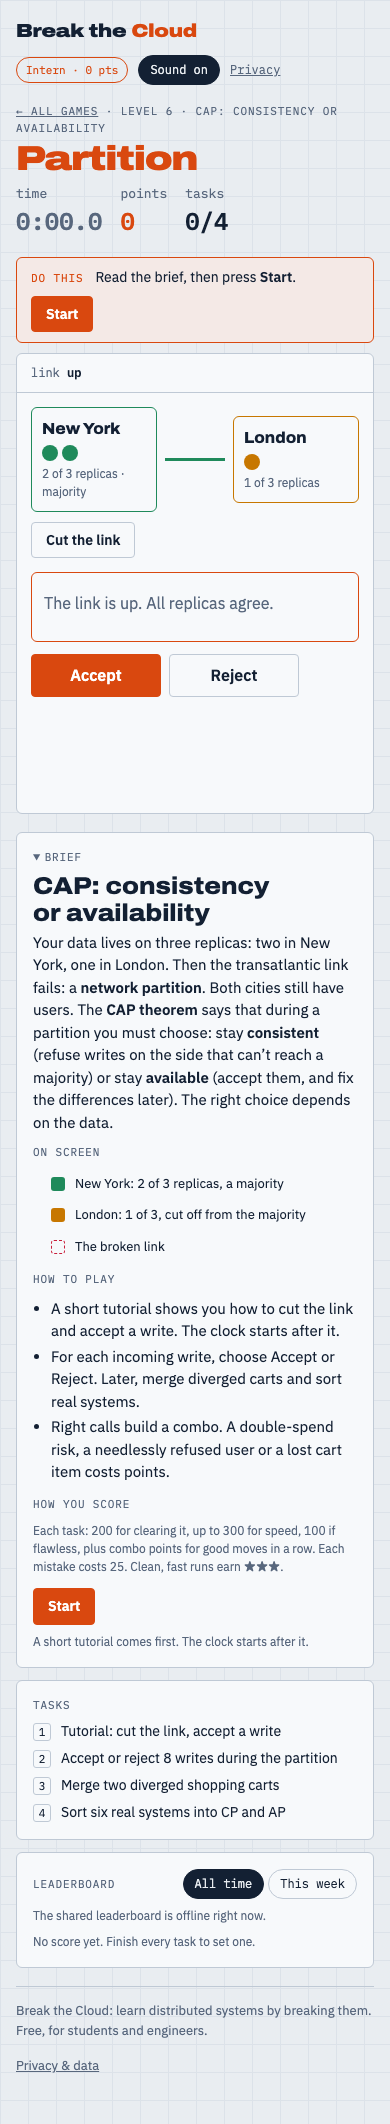 Break the Cloud
Intern · 0 pts Sound on Privacy
← ALL GAMES · LEVEL 6 · CAP: CONSISTENCY OR
AVAILABILITY
Partition
time points tasks
0:00.0 0 0/4
DO THIS Read the brief, then press Start.
Start
link up
New York
2 of 3 replicas ·
majority
London
1 of 3 replicas
Cut the link
The link is up. All replicas agree.
Accept Reject
▼ BRIEF
CAP: consistency
or availability
Your data lives on three replicas: two in New
York, one in London. Then the transatlantic link
fails: a network partition. Both cities still have
users. The CAP theorem says that during a
partition you must choose: stay consistent
(refuse writes on the side that can’t reach a
majority) or stay available (accept them, and fix
the differences later). The right choice depends
on the data.
ON SCREEN
New York: 2 of 3 replicas, a majority
London: 1 of 3, cut off from the majority
The broken link
HOW TO PLAY
• A short tutorial shows you how to cut the link
and accept a write. The clock starts after it.
• For each incoming write, choose Accept or
Reject. Later, merge diverged carts and sort
real systems.
• Right calls build a combo. A double-spend
risk, a needlessly refused user or a lost cart
item costs points.
HOW YOU SCORE
Each task: 200 for clearing it, up to 300 for speed, 100 if
flawless, plus combo points for good moves in a row. Each
mistake costs 25. Clean, fast runs earn ★★★.
Start
A short tutorial comes first. The clock starts after it.
TASKS
1 Tutorial: cut the link, accept a write
2 Accept or reject 8 writes during the partition
3 Merge two diverged shopping carts
4 Sort six real systems into CP and AP
LEADERBOARD All time This week
The shared leaderboard is offline right now.
No score yet. Finish every task to set one.
Break the Cloud: learn distributed systems by breaking them.
Free, for students and engineers.
Privacy & data